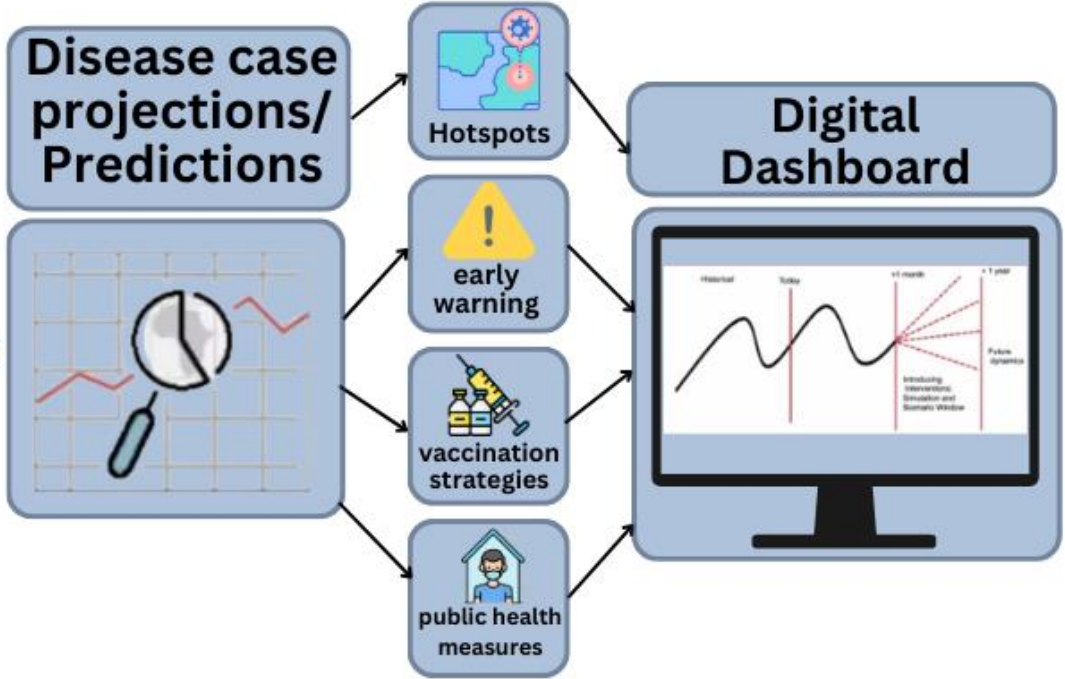 Disease case
projections/
Predictions
Hotspots
early
warning
vaccination
strategies
public health
measures
Digital
Dashboard
Historical
Today
+1 month
+ 1 year
Future
dynamics
Introducing
Interventions:
Simulation and
Window